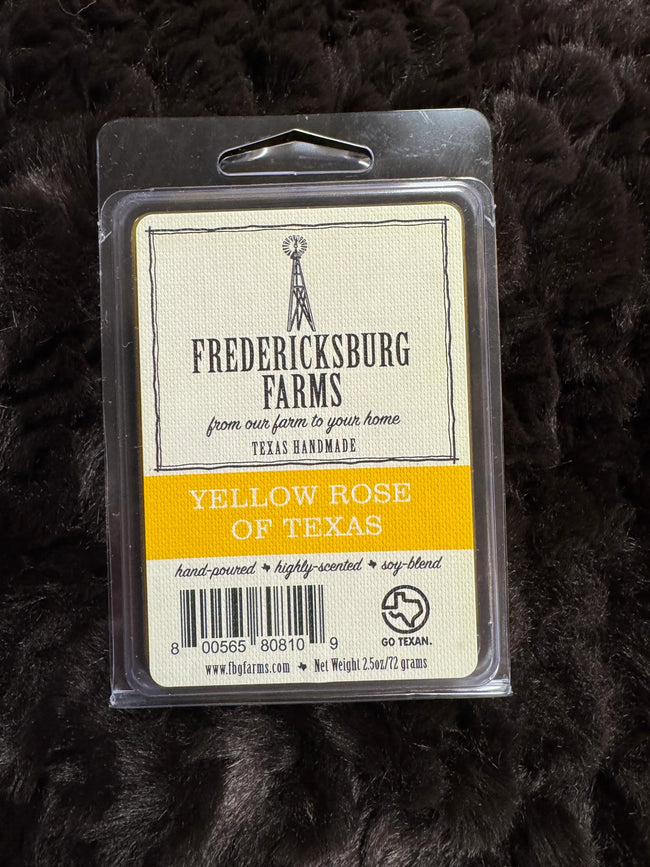 FREDERICKSBURG
FARMS
from our farm to your home
TEXAS HANDMADE
YELLOW ROSE
OF TEXAS
hand-poured highly-scented soy-blend
8 00565 80810 9
GO TEXAN.
www.fbgfarms.com Net Weight 2.5oz/72 grams